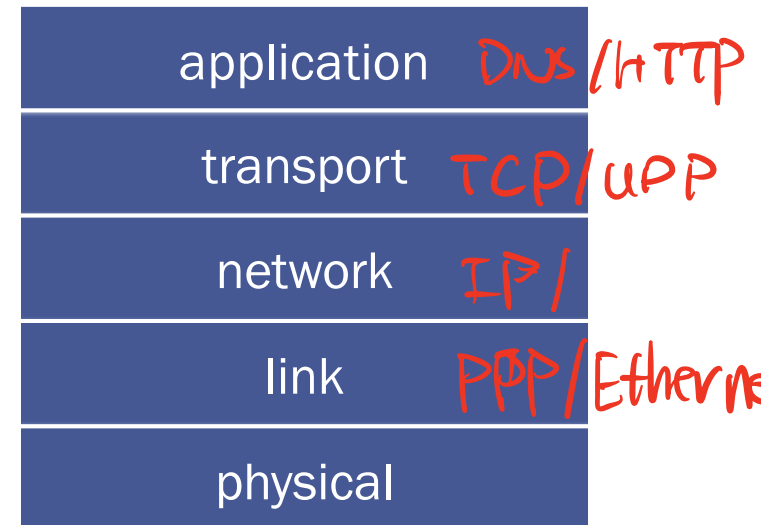 application DNS/HTTP
transport TCP/UDP
network IP/
link PPP/Etherne
physical